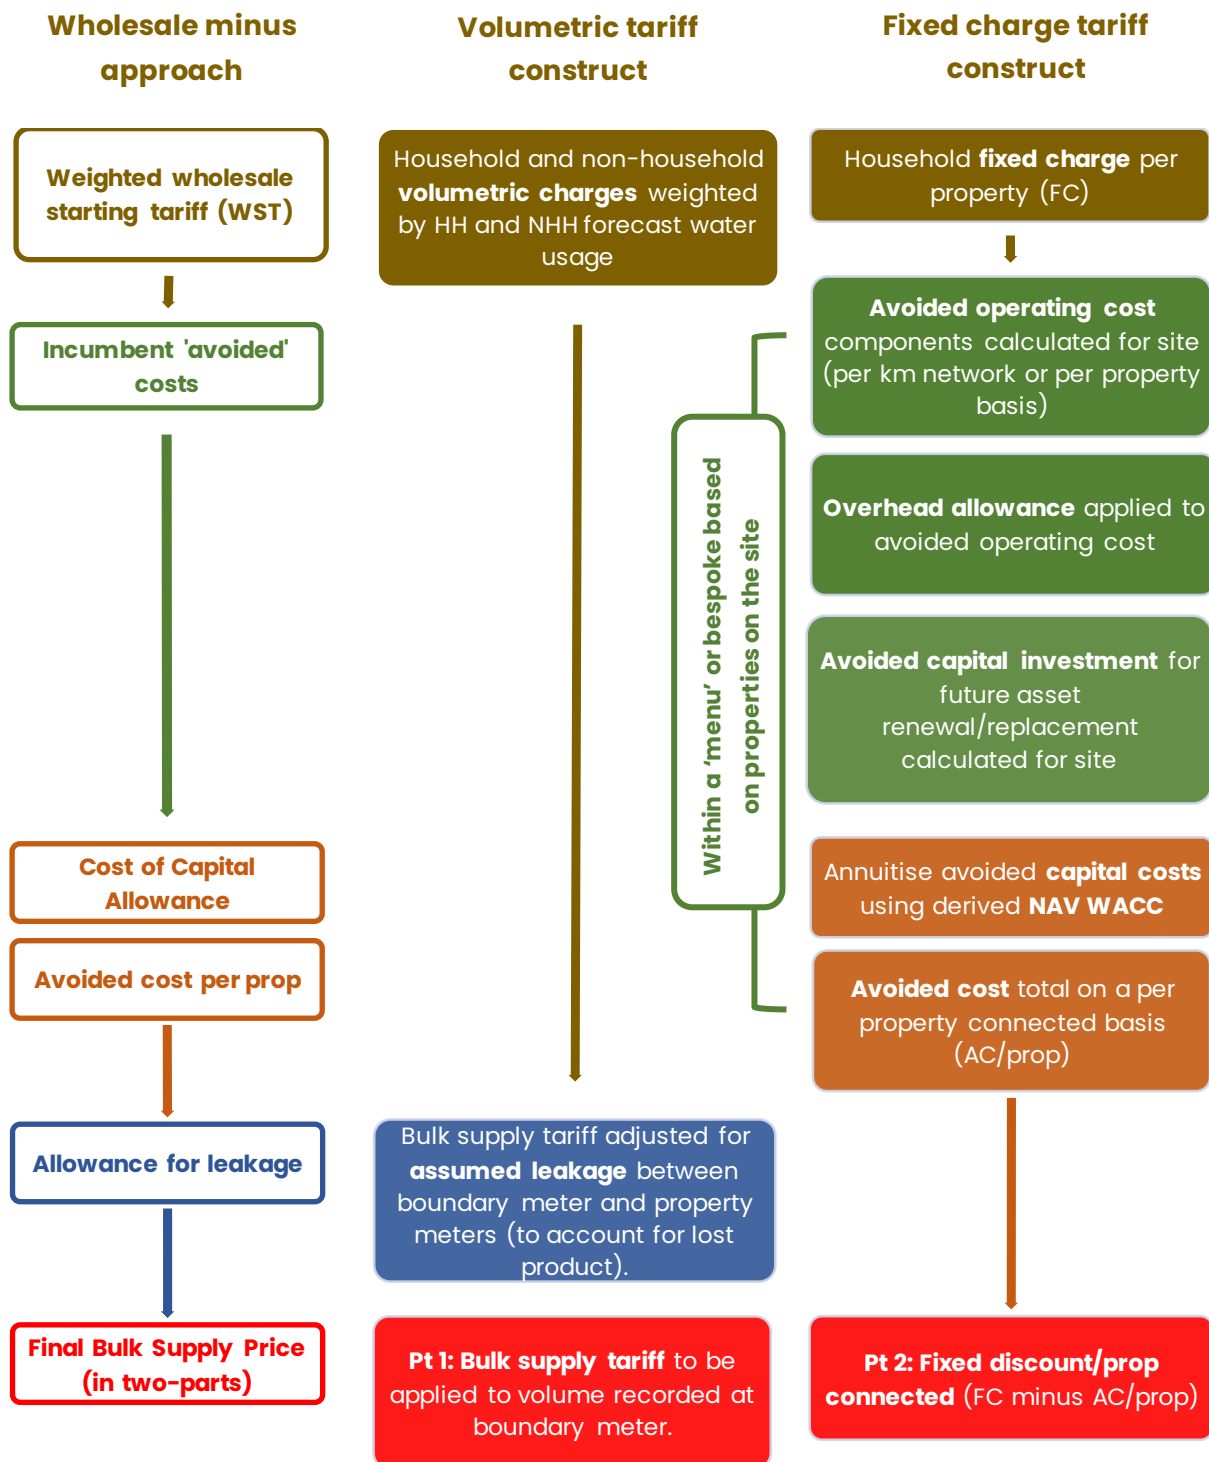 Wholesale minus
approach
Volumetric tariff
construct
Fixed charge tariff
construct
Weighted wholesale
starting tariff (WST)
Household and non-household
volumetric charges weighted
by HH and NHH forecast water
usage
Household fixed charge per
property (FC)
Incumbent 'avoided'
costs
Avoided operating cost
components calculated for site
(per km network or per property
basis)
Overhead allowance applied to
avoided operating cost
Within a ‘menu’ or bespoke based
on properties on the site
Avoided capital investment for
future asset
renewal/replacement
calculated for site
Cost of Capital
Allowance
Annuitise avoided capital costs
using derived NAV WACC
Avoided cost per prop
Avoided cost total on a per
property connected basis
(AC/prop)
Allowance for leakage
Bulk supply tariff adjusted for
assumed leakage between
boundary meter and property
meters (to account for lost
product).
Final Bulk Supply Price
(in two-parts)
Pt 1: Bulk supply tariff to be
applied to volume recorded at
boundary meter.
Pt 2: Fixed discount/prop
connected (FC minus AC/prop)